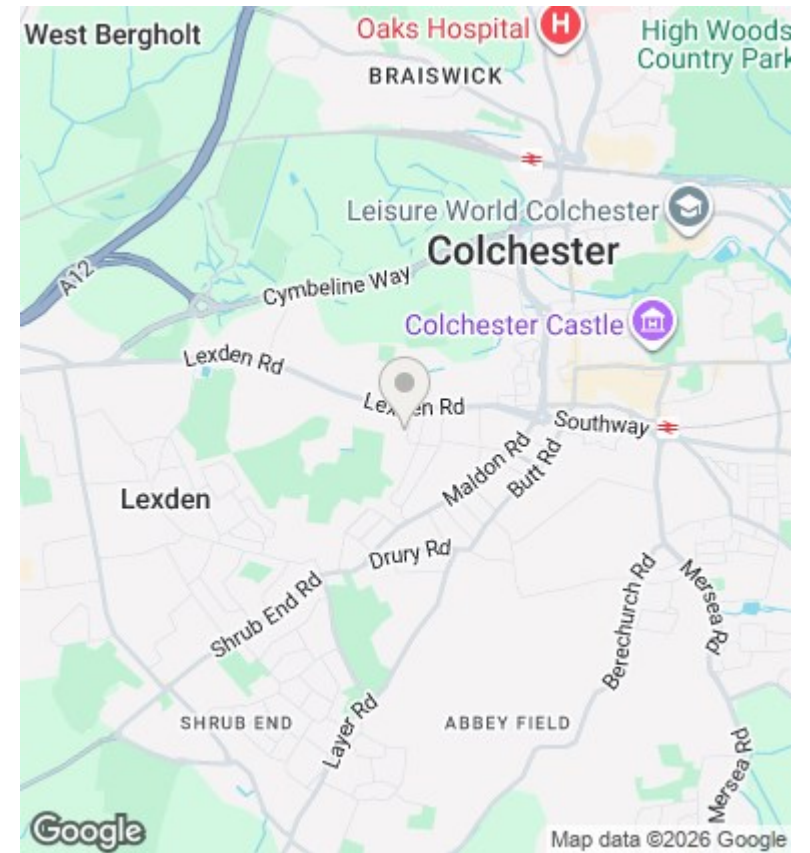 West Bergholt
Oaks Hospital
H
High Woods
Country Park
BRAISWICK
Leisure World Colchester
Colchester
A12
Cymbeline Way
Colchester Castle
Lexden Rd
Lexden Rd
Southway
Maldon Rd
Butt Rd
Lexden
Drury Rd
Shrub End Rd
Berechurch Rd
Mersea Rd
SHRUB END
Layer Rd
ABBEY FIELD
Mersea Rd
Google
Map data ©2026 Google